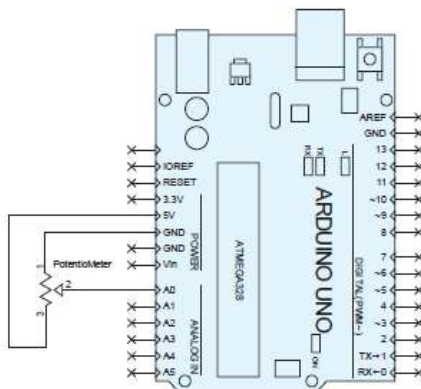 IOREF
RESET
3.3V
5V
GND
GND
Vin
A0
A1
A2
A3
A4
A5
POWER
ANALOG IN
1
PotentioMeter
2
3
ATMEGA328
ARDUINO UNO
RX
TX
L
ON
AREF
GND
13
12
11
~10
~9
8
7
~6
~5
4
~3
2
TX→1
RX←0
DIGITAL(PWM~)